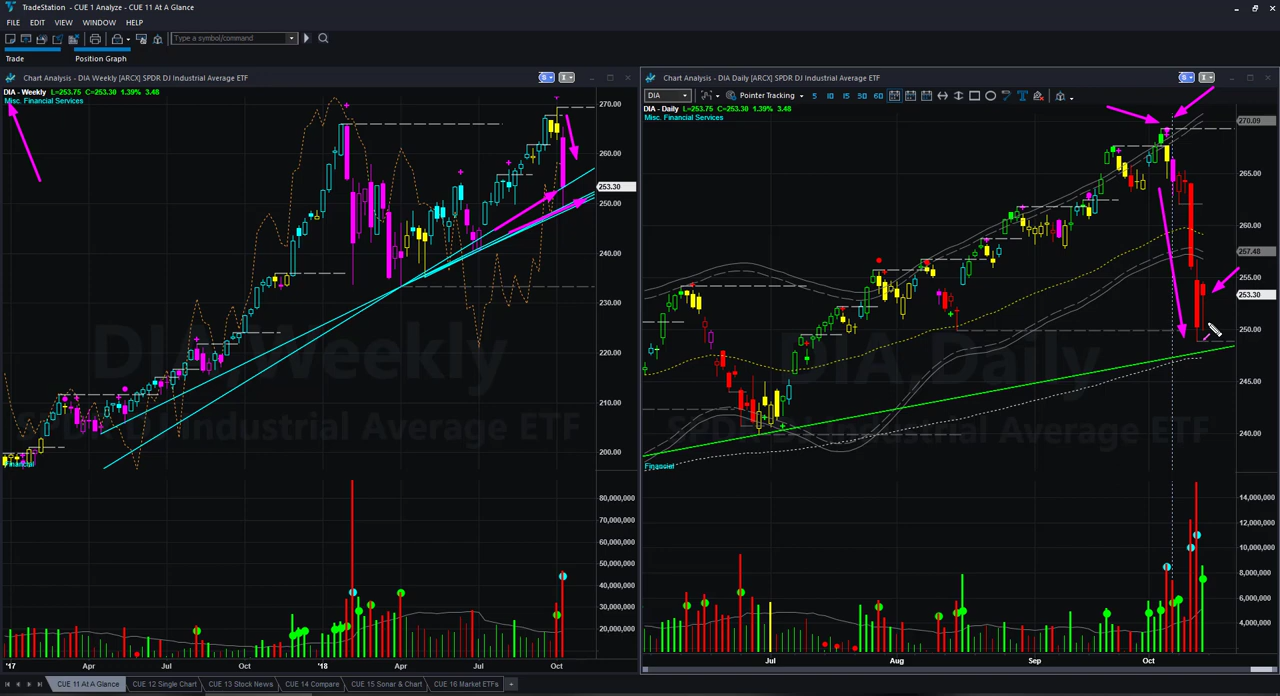 TradeStation - CUE 1 Analyze - CUE 11 At A Glance
FILE EDIT VIEW WINDOW HELP
Type a symbol/command
Trade Position Graph
Chart Analysis - DIA Weekly [ARCX] SPDR DJ Industrial Average ETF
DIA - Weekly L=253.75 C=253.30 1.39% 3.48
Misc. Financial Services
270.00
260.00
253.30
250.00
240.00
230.00
220.00
210.00
200.00
DIA Weekly
SPDR DJ Industrial Average ETF
Financial
80,000,000
70,000,000
60,000,000
50,000,000
40,000,000
30,000,000
20,000,000
'17 Apr Jul Oct '18 Apr Jul Oct
Chart Analysis - DIA Daily [ARCX] SPDR DJ Industrial Average ETF
DIA 5 10 15 30 60 Pointer Tracking
DIA - Daily L=253.75 C=253.30 1.39% 3.48
Misc. Financial Services
270.09
265.00
260.00
257.48
255.00
253.30
250.00
245.00
240.00
DIA Daily
SPDR DJ Industrial Average ETF
Financial
14,000,000
12,000,000
10,000,000
8,000,000
6,000,000
4,000,000
Jul Aug Sep Oct
CUE 11 At A Glance CUE 12 Single Chart CUE 13 Stock News CUE 14 Compare CUE 15 Sonar & Chart CUE 16 Market ETFs +